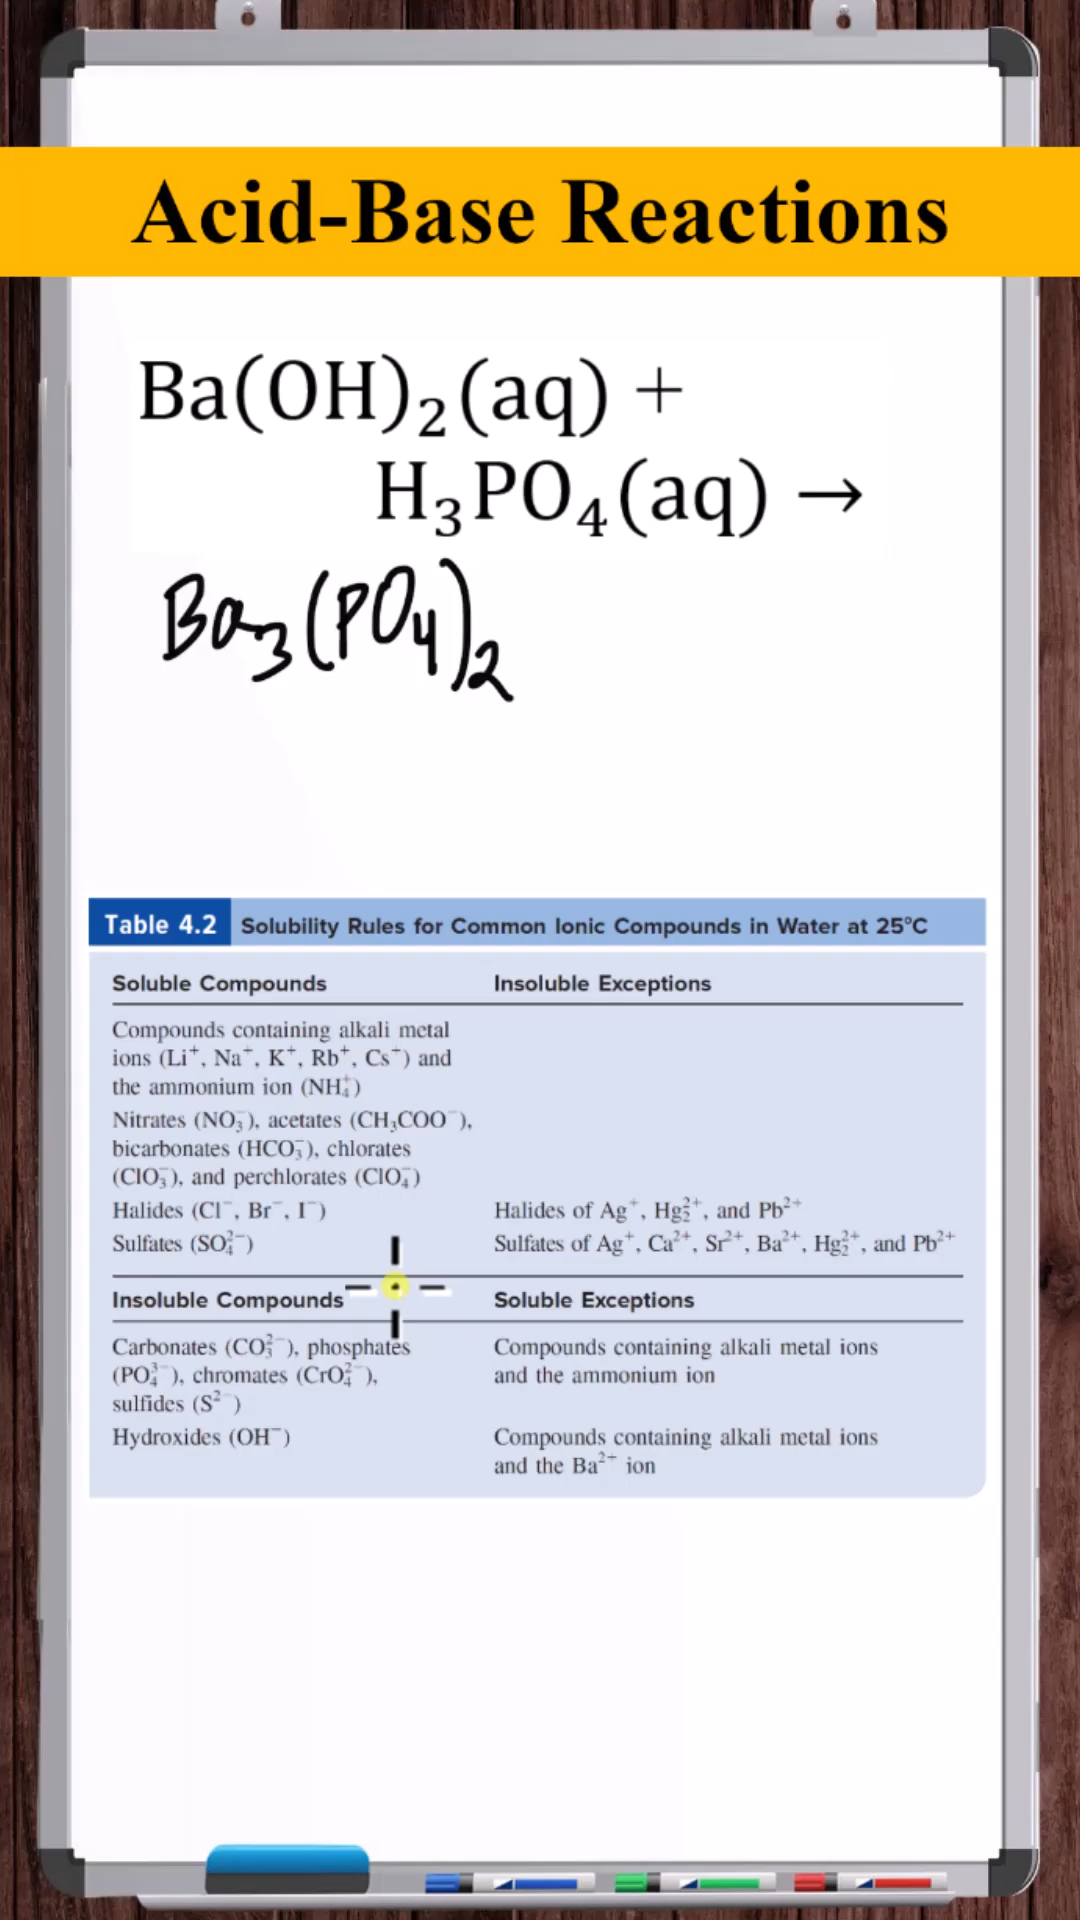 Acid-Base Reactions
Ba(OH)₂(aq) +
H₃PO₄(aq) →
Ba₃(PO₄)₂
Table 4.2 Solubility Rules for Common Ionic Compounds in Water at 25°C
Soluble Compounds Insoluble Exceptions
Compounds containing alkali metal
ions (Li⁺, Na⁺, K⁺, Rb⁺, Cs⁺) and
the ammonium ion (NH₄⁺)
Nitrates (NO₃⁻), acetates (CH₃COO⁻),
bicarbonates (HCO₃⁻), chlorates
(ClO₃⁻), and perchlorates (ClO₄⁻)
Halides (Cl⁻, Br⁻, I⁻) Halides of Ag⁺, Hg₂²⁺, and Pb²⁺
Sulfates (SO₄²⁻) Sulfates of Ag⁺, Ca²⁺, Sr²⁺, Ba²⁺, Hg₂²⁺, and Pb²⁺
Insoluble Compounds Soluble Exceptions
Carbonates (CO₃²⁻), phosphates Compounds containing alkali metal ions
(PO₄³⁻), chromates (CrO₄²⁻), and the ammonium ion
sulfides (S²⁻)
Hydroxides (OH⁻) Compounds containing alkali metal ions
and the Ba²⁺ ion